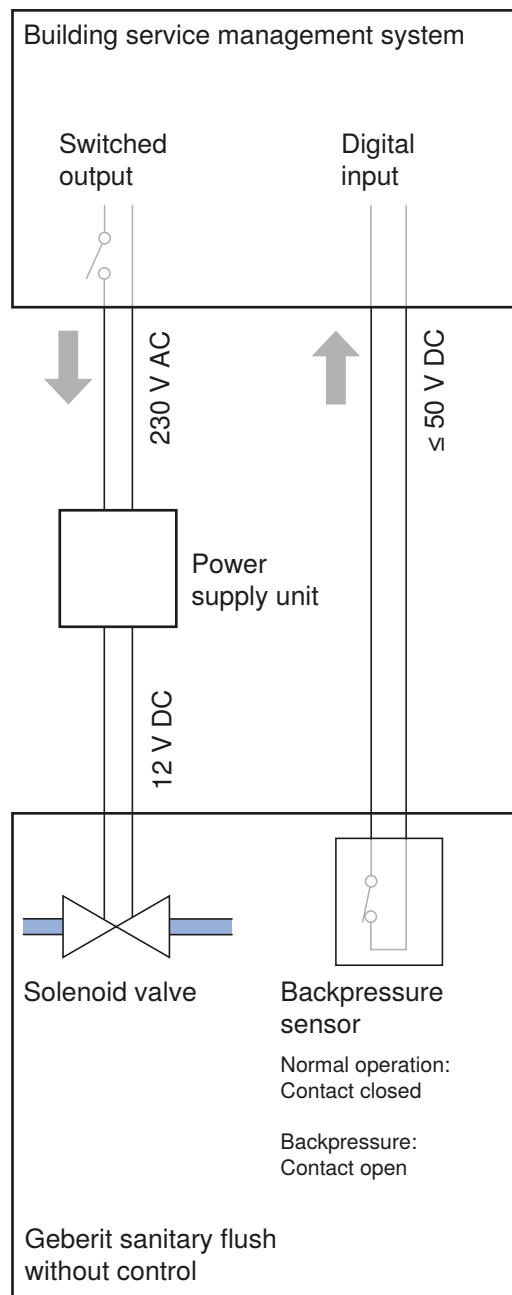 Building service management system
Switched
output
Digital
input
230 V AC
≤ 50 V DC
Power
supply unit
12 V DC
Solenoid valve
Backpressure
sensor
Normal operation:
Contact closed
Backpressure:
Contact open
Geberit sanitary flush
without control